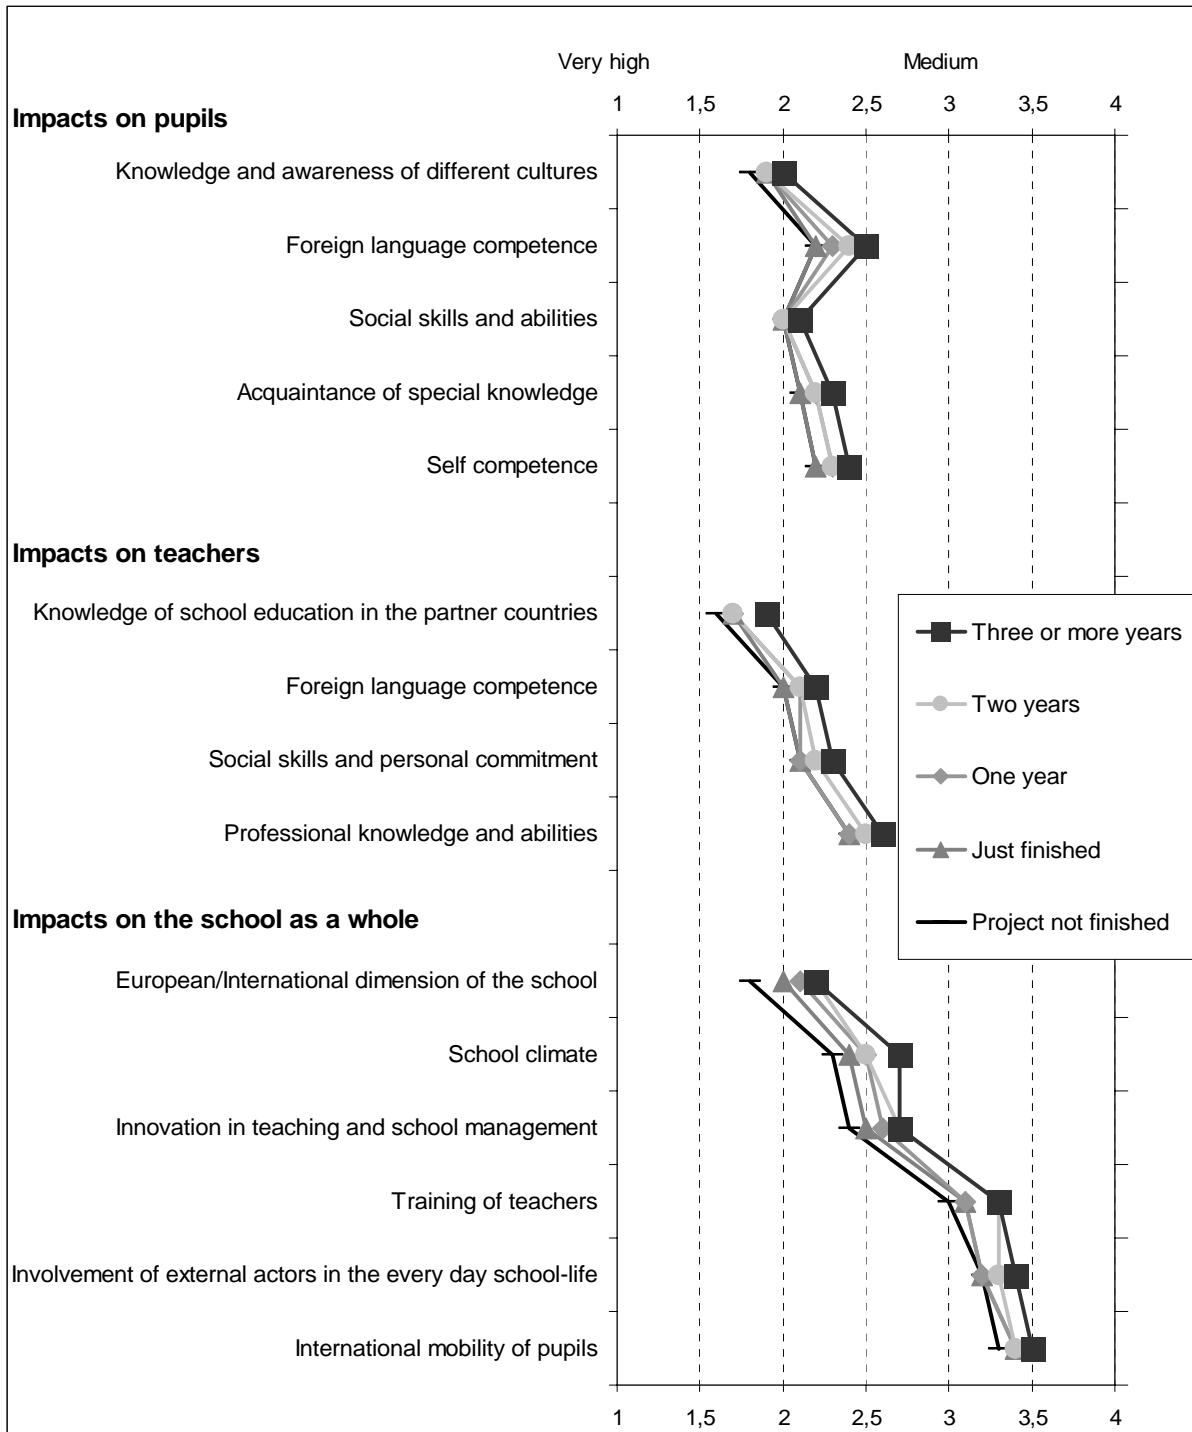 Very high Medium
1 1,5 2 2,5 3 3,5 4
Impacts on pupils
Knowledge and awareness of different cultures
Foreign language competence
Social skills and abilities
Acquaintance of special knowledge
Self competence
Impacts on teachers
Knowledge of school education in the partner countries
Foreign language competence
Social skills and personal commitment
Professional knowledge and abilities
Three or more years
Two years
One year
Just finished
Project not finished
Impacts on the school as a whole
European/International dimension of the school
School climate
Innovation in teaching and school management
Training of teachers
Involvement of external actors in the every day school-life
International mobility of pupils
1 1,5 2 2,5 3 3,5 4